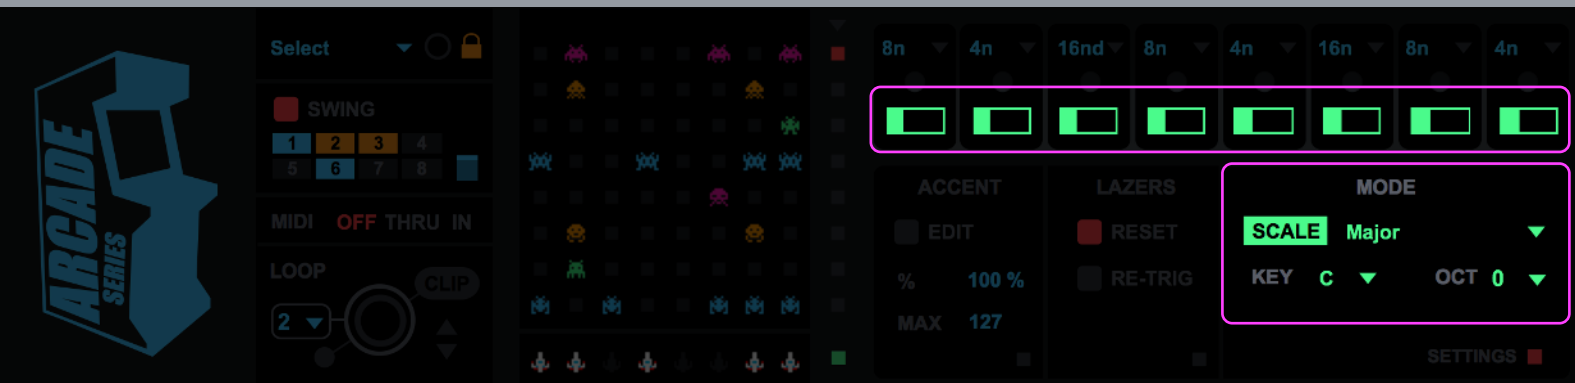 ARCADE
SERIES
Select
SWING
1 2 3 4
5 6 7 8
MIDI OFF THRU IN
LOOP
CLIP
2
8n 4n 16nd 8n 4n 16n 8n 4n
ACCENT
EDIT
% 100 %
MAX 127
LAZERS
RESET
RE-TRIG
MODE
SCALE Major
KEY C OCT 0
SETTINGS